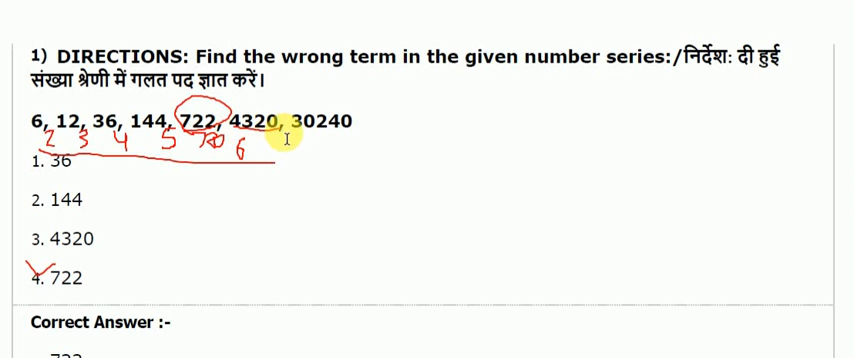 1) DIRECTIONS: Find the wrong term in the given number series:/निर्देश: दी हुई
संख्या श्रेणी में गलत पद ज्ञात करें।
6, 12, 36, 144, 722, 4320, 30240
2 3 4 5 720 6
1. 36
2. 144
3. 4320
4. 722
Correct Answer :-
722